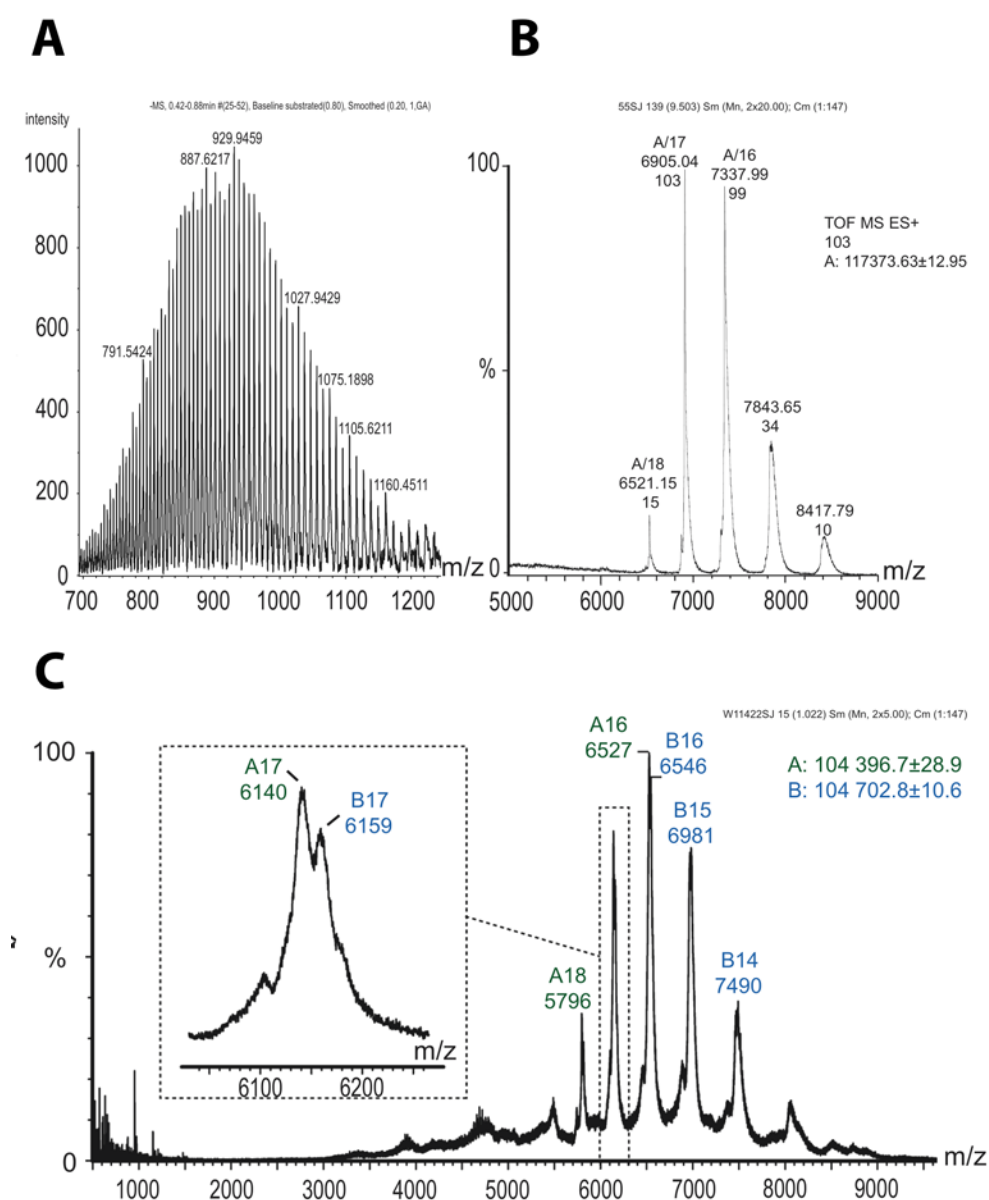 A
-MS, 0.42-0.88min #(25-52), Baseline substrated(0.80), Smoothed (0.20, 1,GA)
intensity
1000
800
600
400
200
0
929.9459
887.6217
791.5424
1027.9429
1075.1898
1105.6211
1160.4511
m/z
700 800 900 1000 1100 1200
B
55SJ 139 (9.503) Sm (Mn, 2x20.00); Cm (1:147)
100
%
0
A/17
6905.04
103
A/16
7337.99
99
TOF MS ES+
103
A: 117373.63±12.95
7843.65
34
A/18
6521.15
15
8417.79
10
m/z
5000 6000 7000 8000 9000
C
W11422SJ 15 (1.022) Sm (Mn, 2x5.00); Cm (1:147)
100
%
0
A17
6140
B17
6159
m/z
6100 6200
A16
6527
B16
6546
B15
6981
A18
5796
B14
7490
A: 104 396.7±28.9
B: 104 702.8±10.6
m/z
1000 2000 3000 4000 5000 6000 7000 8000 9000